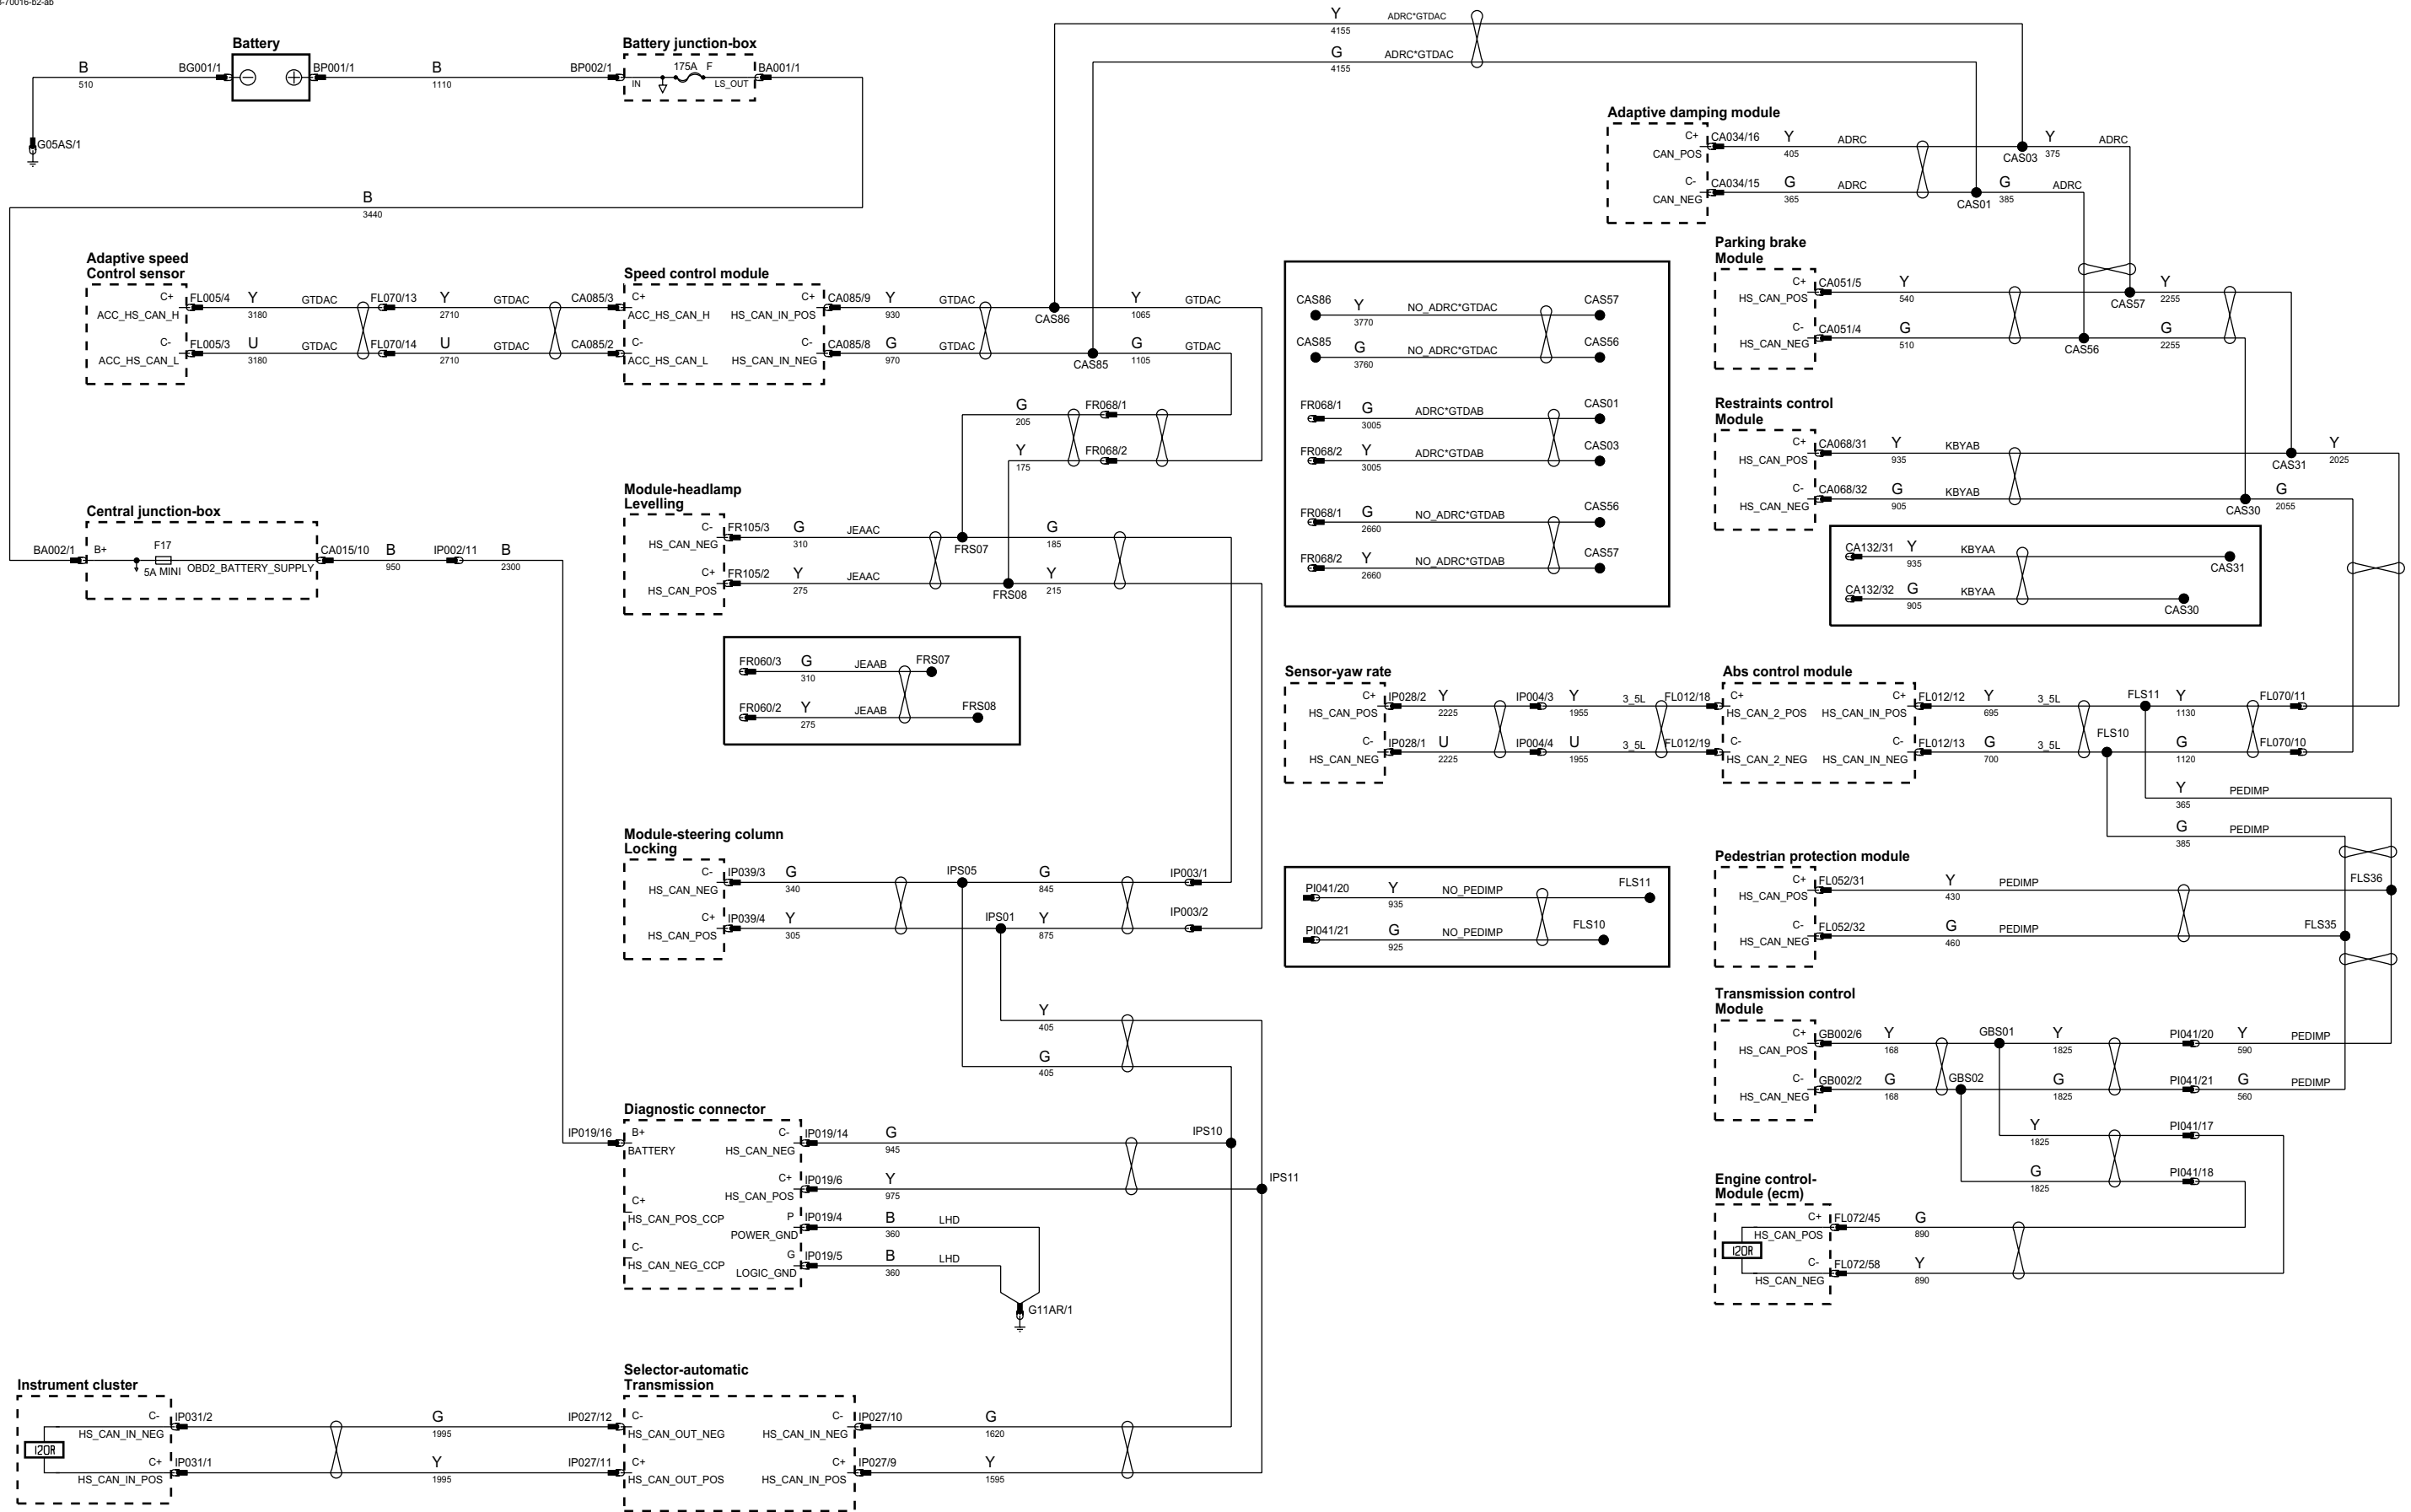 Battery
BG001/1
BP001/1
B
510
B
1110
G05AS/1
Battery junction-box
BP002/1
175A F
IN
LS_OUT
BA001/1
B
3440
Y
4155
ADRC*GTDAC
G
4155
ADRC*GTDAC
Adaptive damping module
C+
CAN_POS
CA034/16
Y
405
ADRC
CAS03
Y
375
ADRC
C-
CAN_NEG
CA034/15
G
365
ADRC
CAS01
G
385
ADRC
Adaptive speed
Control sensor
C+
ACC_HS_CAN_H
FL005/4
Y
3180
GTDAC
FL070/13
Y
2710
GTDAC
CA085/3
C-
ACC_HS_CAN_L
FL005/3
U
3180
GTDAC
FL070/14
U
2710
GTDAC
CA085/2
Speed control module
C+
ACC_HS_CAN_H
C+
HS_CAN_IN_POS
CA085/9
Y
930
GTDAC
CAS86
Y
1065
GTDAC
C-
ACC_HS_CAN_L
C-
HS_CAN_IN_NEG
CA085/8
G
970
GTDAC
CAS85
G
1105
GTDAC
G
205
FR068/1
Y
175
FR068/2
CAS86
Y
3770
NO_ADRC*GTDAC
CAS57
CAS85
G
3760
NO_ADRC*GTDAC
CAS56
FR068/1
G
3005
ADRC*GTDAB
CAS01
FR068/2
Y
3005
ADRC*GTDAB
CAS03
FR068/1
G
2660
NO_ADRC*GTDAB
CAS56
FR068/2
Y
2660
NO_ADRC*GTDAB
CAS57
Parking brake
Module
C+
HS_CAN_POS
CA051/5
Y
540
CAS57
Y
2255
C-
HS_CAN_NEG
CA051/4
G
510
CAS56
G
2255
Restraints control
Module
C+
HS_CAN_POS
CA068/31
Y
935
KBYAB
CAS31
Y
2025
C-
HS_CAN_NEG
CA068/32
G
905
KBYAB
CAS30
G
2055
CA132/31
Y
935
KBYAA
CAS31
CA132/32
G
905
KBYAA
CAS30
Central junction-box
BA002/1
B+
F17
5A MINI
OBD2_BATTERY_SUPPLY
CA015/10
B
950
IP002/11
B
2300
Module-headlamp
Levelling
C-
HS_CAN_NEG
FR105/3
G
310
JEAAC
FRS07
G
185
C+
HS_CAN_POS
FR105/2
Y
275
JEAAC
FRS08
Y
215
FR060/3
G
310
JEAAB
FRS07
FR060/2
Y
275
JEAAB
FRS08
Sensor-yaw rate
C+
HS_CAN_POS
IP028/2
Y
2225
IP004/3
Y
1955
3_5L
FL012/18
C-
HS_CAN_NEG
IP028/1
U
2225
IP004/4
U
1955
3_5L
FL012/19
Abs control module
C+
HS_CAN_2_POS
C+
HS_CAN_IN_POS
FL012/12
Y
695
3_5L
FLS11
Y
1130
FL070/11
C-
HS_CAN_2_NEG
C-
HS_CAN_IN_NEG
FL012/13
G
700
3_5L
FLS10
G
1120
FL070/10
Y
365
PEDIMP
G
385
PEDIMP
Module-steering column
Locking
C-
HS_CAN_NEG
IP039/3
G
340
IPS05
G
845
IP003/1
C+
HS_CAN_POS
IP039/4
Y
305
IPS01
Y
875
IP003/2
Y
405
G
405
PI041/20
Y
935
NO_PEDIMP
FLS11
PI041/21
G
925
NO_PEDIMP
FLS10
Pedestrian protection module
C+
HS_CAN_POS
FL052/31
Y
430
PEDIMP
FLS36
C-
HS_CAN_NEG
FL052/32
G
460
PEDIMP
FLS35
Transmission control
Module
C+
HS_CAN_POS
GB002/6
Y
168
GBS01
Y
1825
PI041/20
Y
590
PEDIMP
C-
HS_CAN_NEG
GB002/2
G
168
GBS02
G
1825
PI041/21
G
560
PEDIMP
Y
1825
PI041/17
G
1825
PI041/18
Engine control-
Module (ecm)
120R
C+
HS_CAN_POS
FL072/45
G
890
C-
HS_CAN_NEG
FL072/58
Y
890
Diagnostic connector
IP019/16
B+
BATTERY
C-
HS_CAN_NEG
IP019/14
G
945
IPS10
C+
HS_CAN_POS
IP019/6
Y
975
IPS11
C+
HS_CAN_POS_CCP
P
POWER_GND
IP019/4
B
360
LHD
C-
HS_CAN_NEG_CCP
G
LOGIC_GND
IP019/5
B
360
LHD
G11AR/1
Instrument cluster
120R
C-
HS_CAN_IN_NEG
IP031/2
G
1995
IP027/12
C+
HS_CAN_IN_POS
IP031/1
Y
1995
IP027/11
Selector-automatic
Transmission
C-
HS_CAN_OUT_NEG
C-
HS_CAN_IN_NEG
IP027/10
G
1620
C+
HS_CAN_OUT_POS
C+
HS_CAN_IN_POS
IP027/9
Y
1595